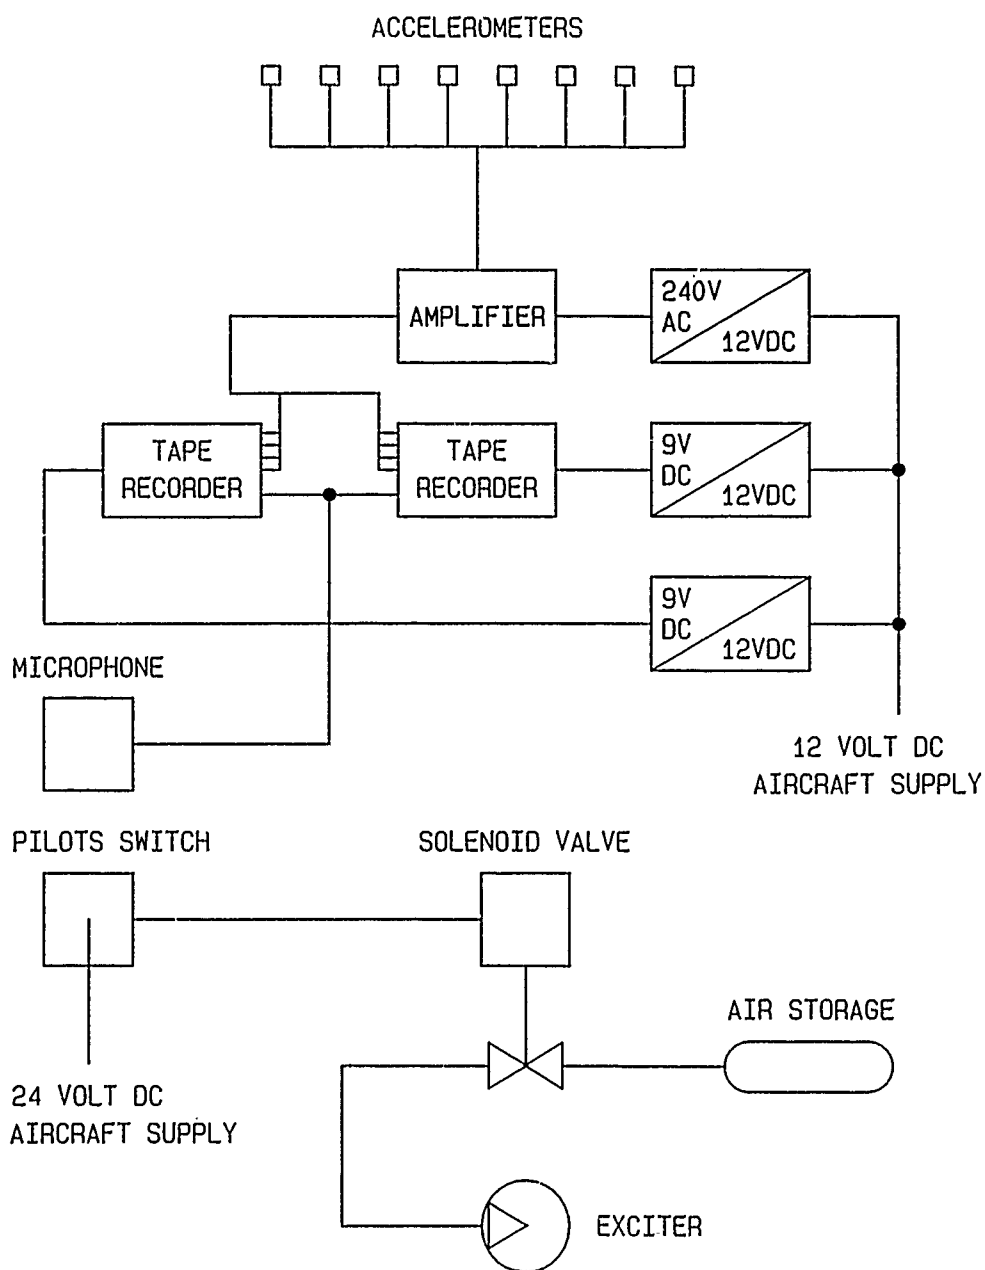 ACCELEROMETERS
AMPLIFIER
240V
AC
12VDC
TAPE
RECORDER
TAPE
RECORDER
9V
DC
12VDC
9V
DC
12VDC
MICROPHONE
12 VOLT DC
AIRCRAFT SUPPLY
PILOTS SWITCH
SOLENOID VALVE
AIR STORAGE
24 VOLT DC
AIRCRAFT SUPPLY
EXCITER